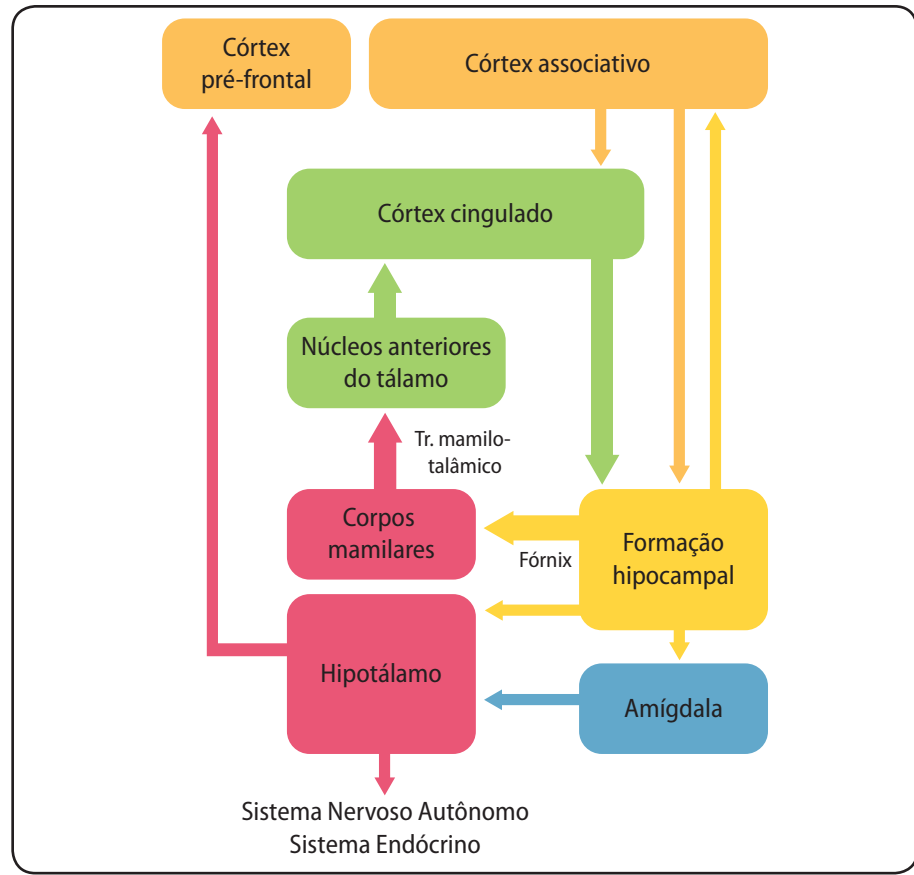 Córtex
pré-frontal
Córtex associativo
Córtex cingulado
Núcleos anteriores
do tálamo
Tr. mamilo-
talâmico
Corpos
mamilares
Fórnix
Formação
hipocampal
Hipotálamo
Amígdala
Sistema Nervoso Autônomo
Sistema Endócrino